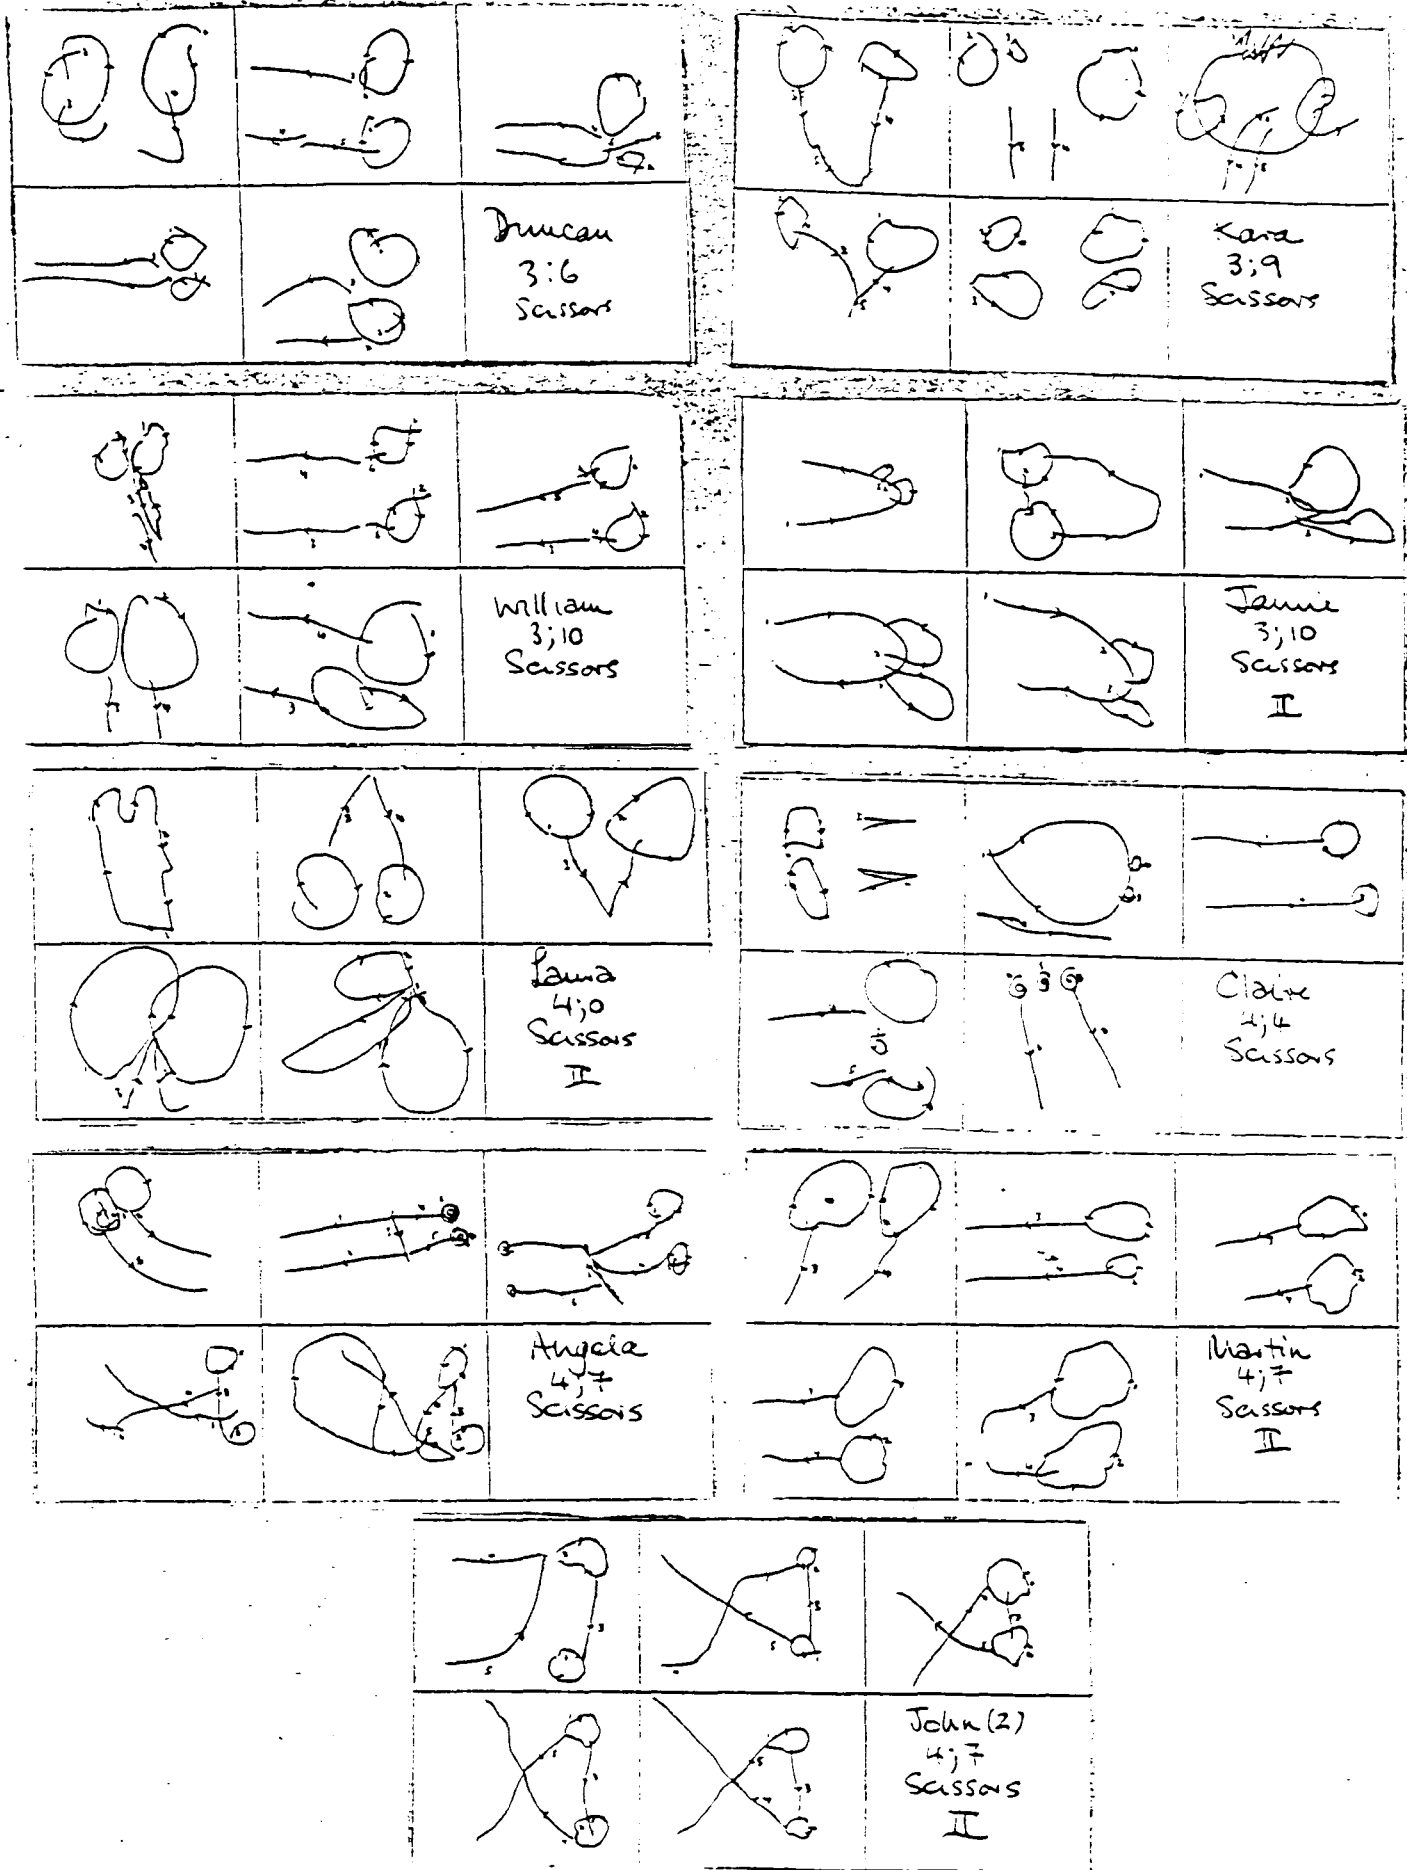 Duncan
3:6
Scissors
Kara
3;9
Scissors
William
3;10
Scissors
Jamie
3;10
Scissors
II
Laura
4;0
Scissors
II
Claire
4;4
Scissors
Angela
4;7
Scissors
Martin
4;7
Scissors
II
John (2)
4;7
Scissors
II